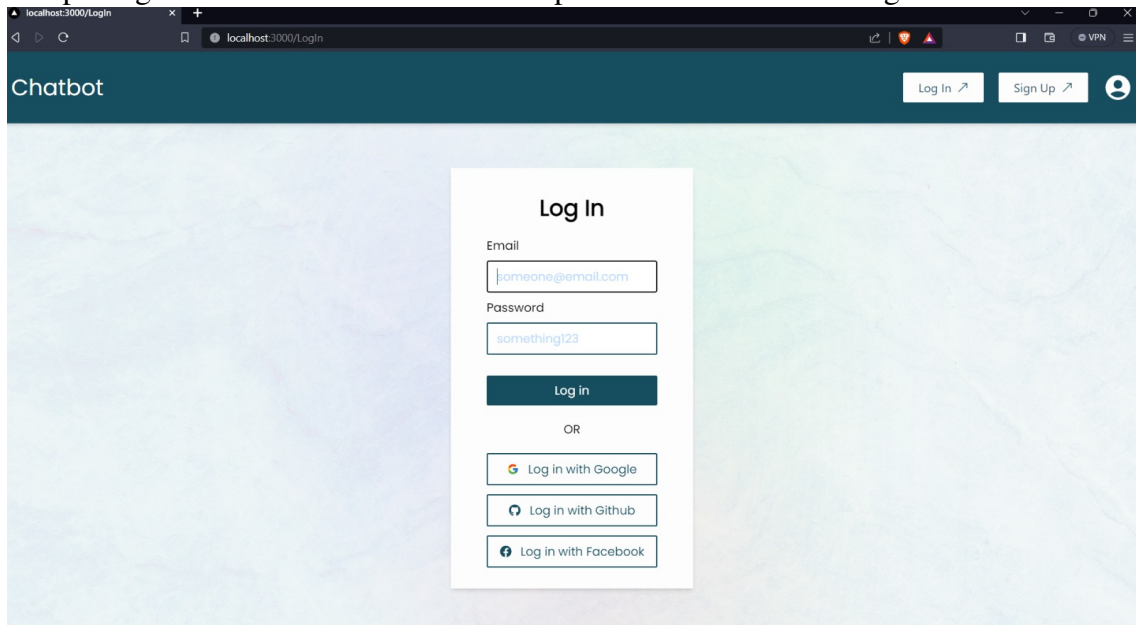 localhost:3000/LogIn
localhost:3000/LogIn
VPN
Chatbot
Log In
Sign Up
Log In
Email
someone@email.com
Password
something123
Log in
OR
Log in with Google
Log in with Github
Log in with Facebook